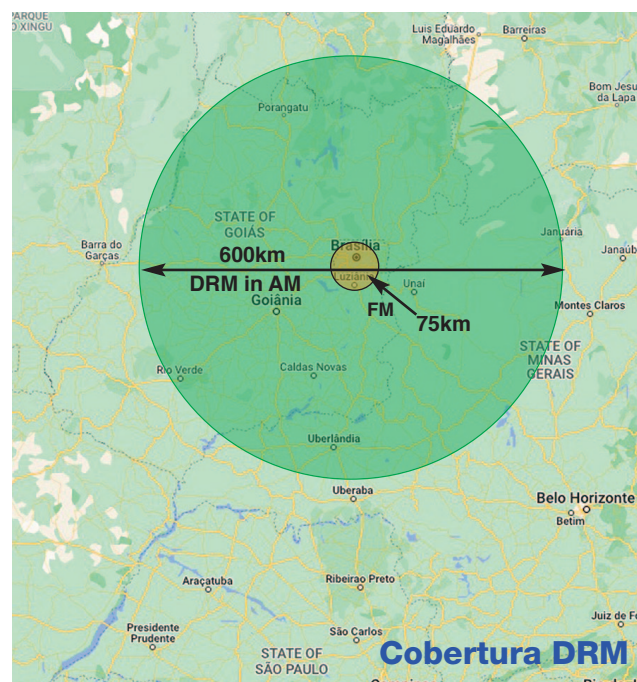 PARQUE
DO XINGU
Luis Eduardo
Magalhães
Barreiras
Bom Jesus
da Lapa
Porangatu
STATE OF
GOIÁS
Barra do
Garças
600km
Brasília
Januária
Janaúb
DRM in AM
Luziânia
Unaí
Goiânia
FM
75km
Montes Claros
STATE OF
MINAS
GERAIS
Rio Verde
Caldas Novas
Uberlândia
Uberaba
Belo Horizonte
Betim
Araçatuba
Ribeirao Preto
Juiz de Fo
Presidente
Prudente
São Carlos
STATE OF
SÃO PAULO
Cobertura DRM